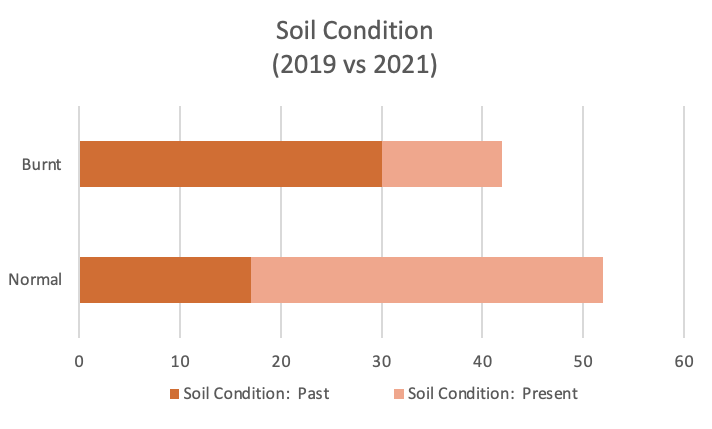 Soil Condition
(2019 vs 2021)
Burnt
Normal
0 10 20 30 40 50 60
Soil Condition: Past Soil Condition: Present